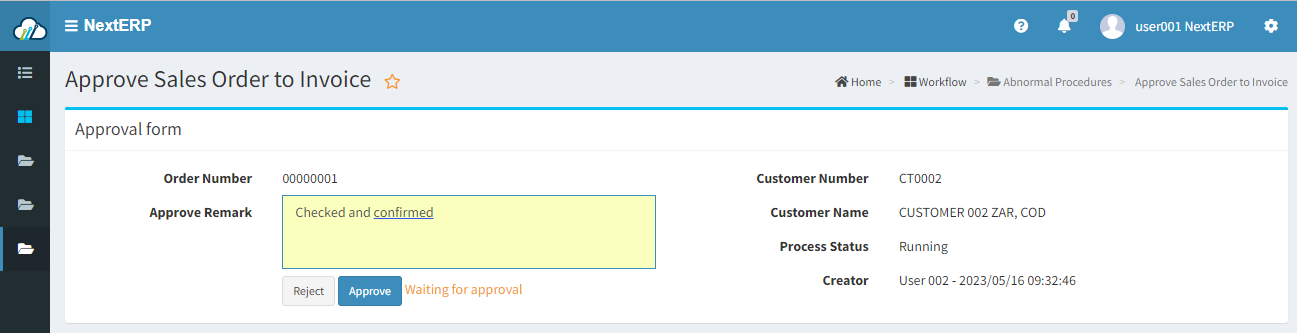 NextERP
0
user001 NextERP
Approve Sales Order to Invoice
Home > Workflow > Abnormal Procedures > Approve Sales Order to Invoice
Approval form
Order Number 00000001
Customer Number CT0002
Approve Remark Checked and confirmed
Customer Name CUSTOMER 002 ZAR, COD
Process Status Running
Reject Approve Waiting for approval
Creator User 002 - 2023/05/16 09:32:46